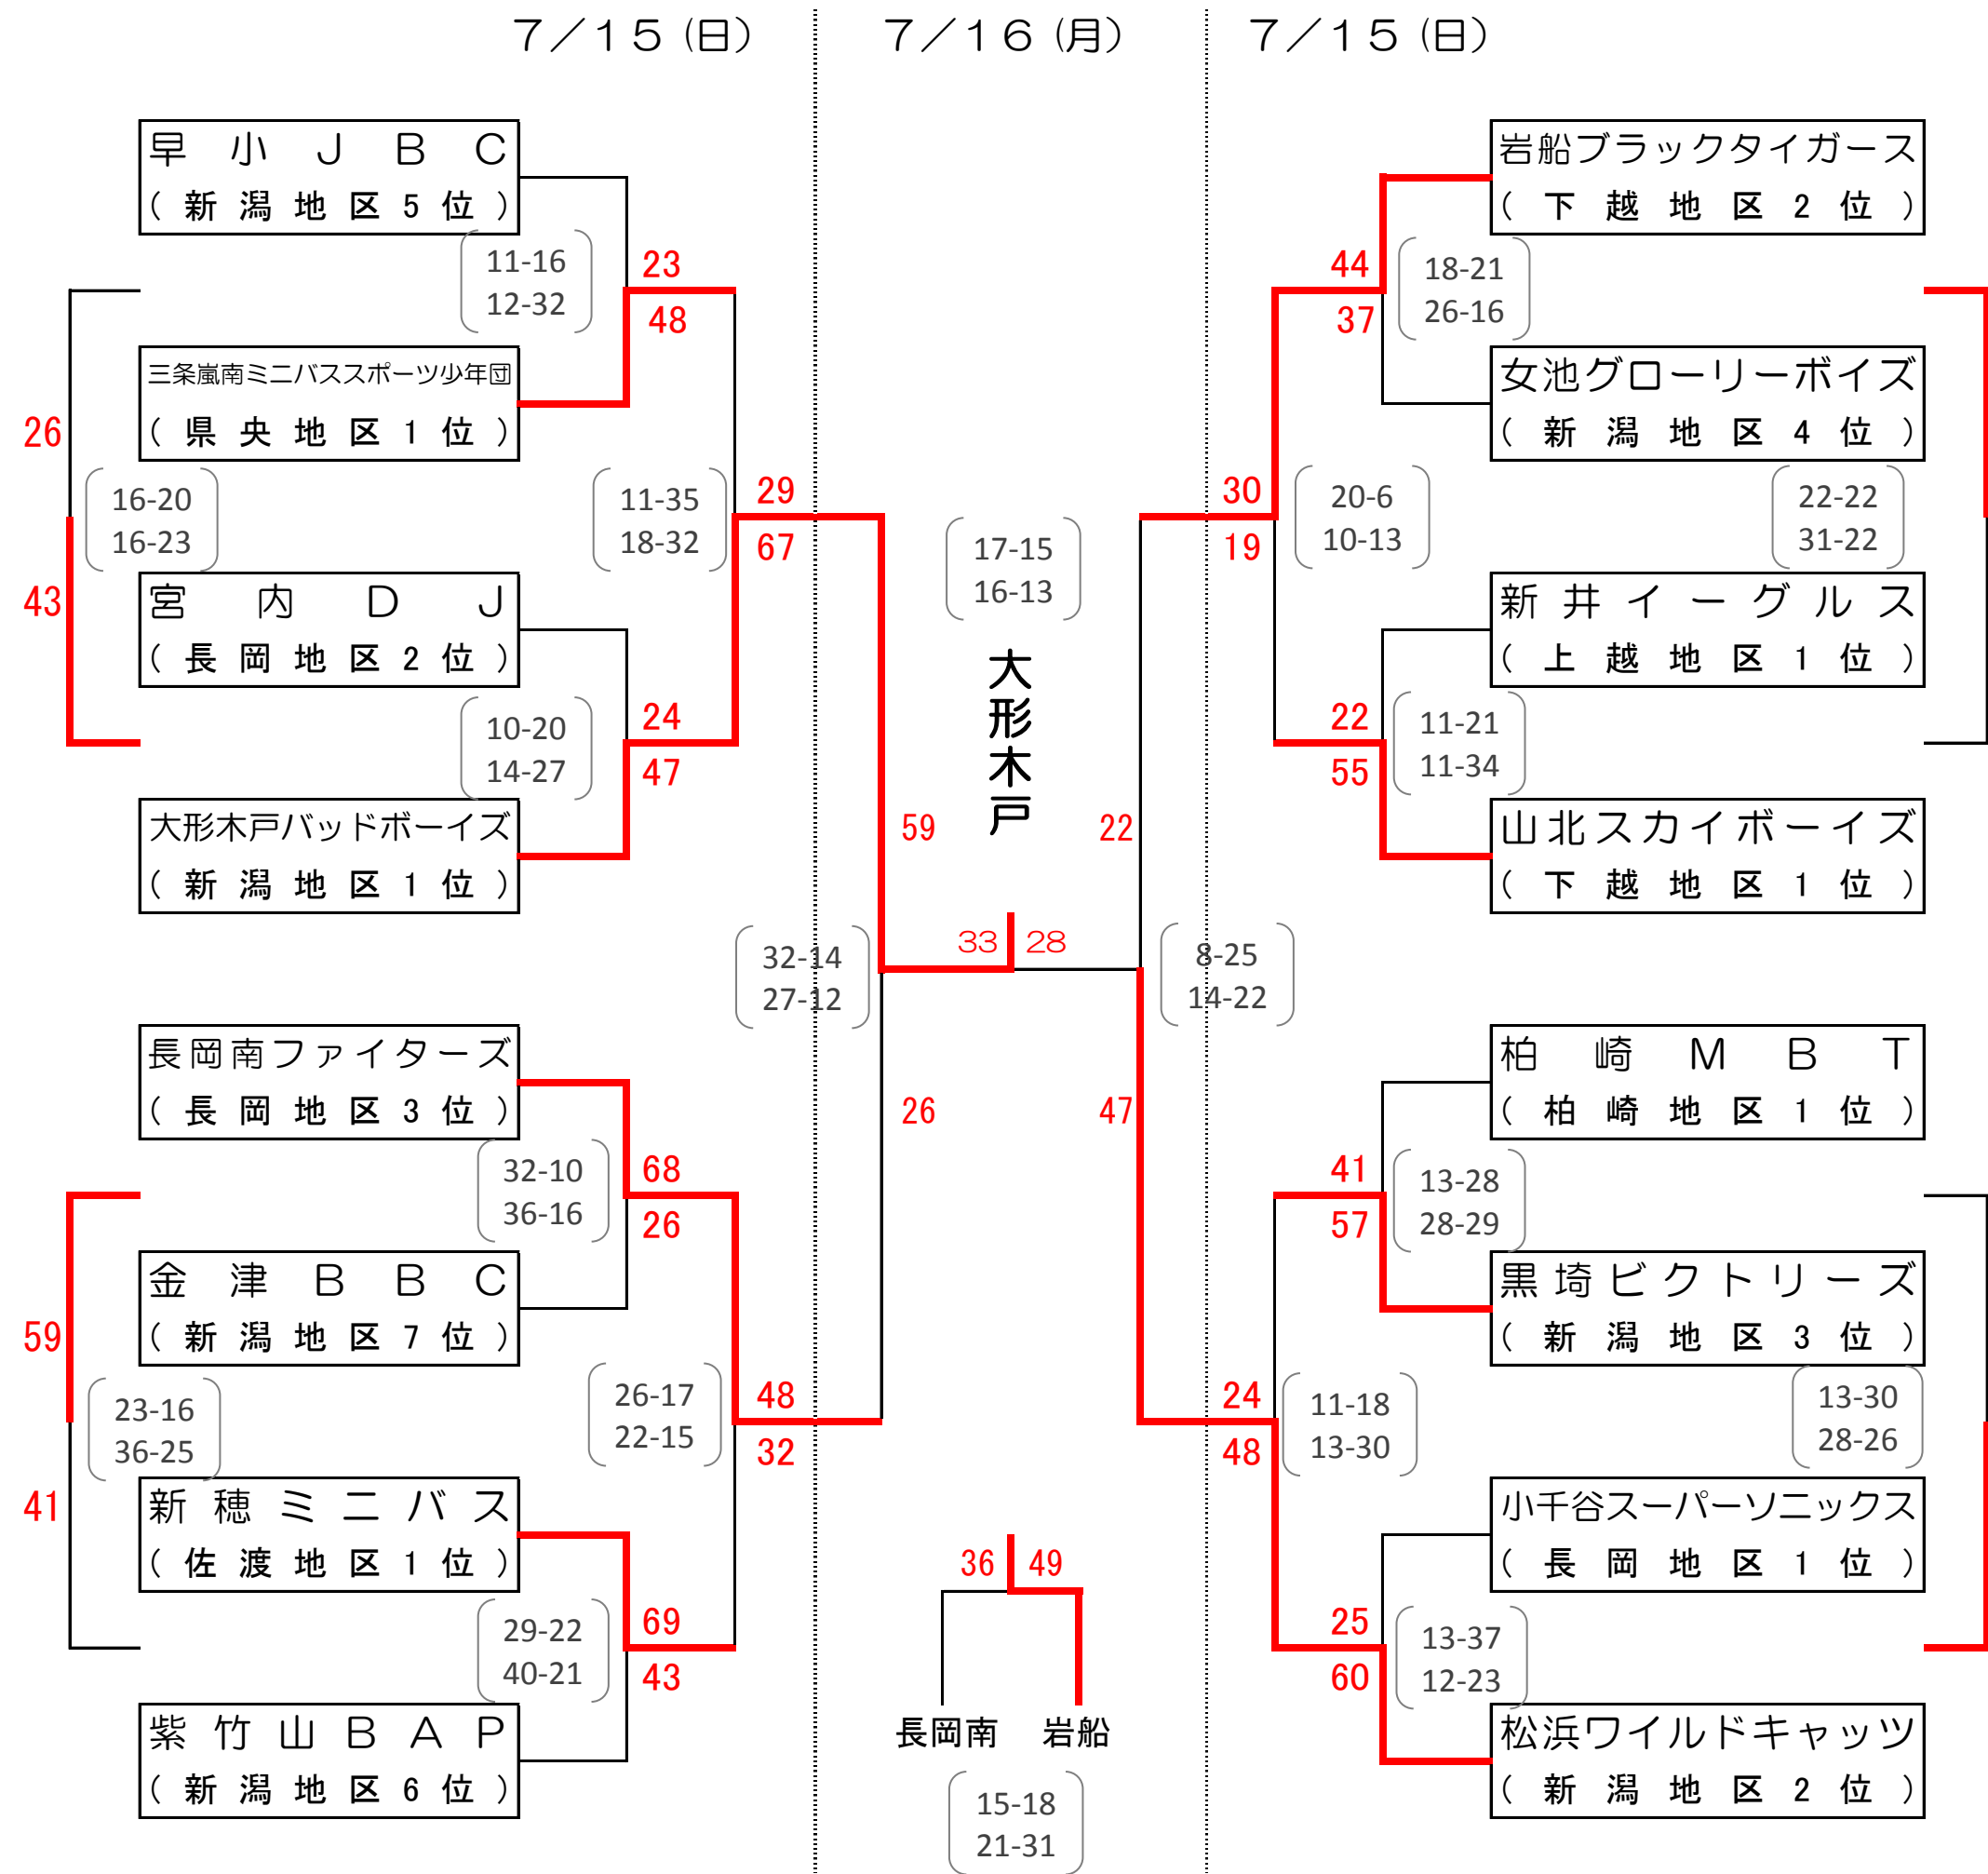 7/15(日)
7/16(月)
7/15(日)
早小JBC
(新潟地区5位)
11-16
12-32
23
48
三条嵐南ミニバススポーツ少年団
(県央地区1位)
26
43
16-20
16-23
11-35
18-32
29
67
宮内DJ
(長岡地区2位)
10-20
14-27
24
47
大形木戸バッドボーイズ
(新潟地区1位)
32-14
27-12
長岡南ファイターズ
(長岡地区3位)
32-10
36-16
68
26
金津BBC
(新潟地区7位)
59
41
23-16
36-25
26-17
22-15
48
32
新穂ミニバス
(佐渡地区1位)
29-22
40-21
69
43
紫竹山BAP
(新潟地区6位)
17-15
16-13
大形木戸
59
22
33
28
26
47
36
49
長岡南
岩船
15-18
21-31
岩船ブラックタイガース
(下越地区2位)
44
37
18-21
26-16
女池グローリーボイズ
(新潟地区4位)
30
19
20-6
10-13
22-22
31-22
新井イーグルス
(上越地区1位)
22
55
11-21
11-34
山北スカイボーイズ
(下越地区1位)
8-25
14-22
柏崎MBT
(柏崎地区1位)
41
57
13-28
28-29
黒埼ビクトリーズ
(新潟地区3位)
24
48
11-18
13-30
13-30
28-26
小千谷スーパーソニックス
(長岡地区1位)
25
60
13-37
12-23
松浜ワイルドキャッツ
(新潟地区2位)